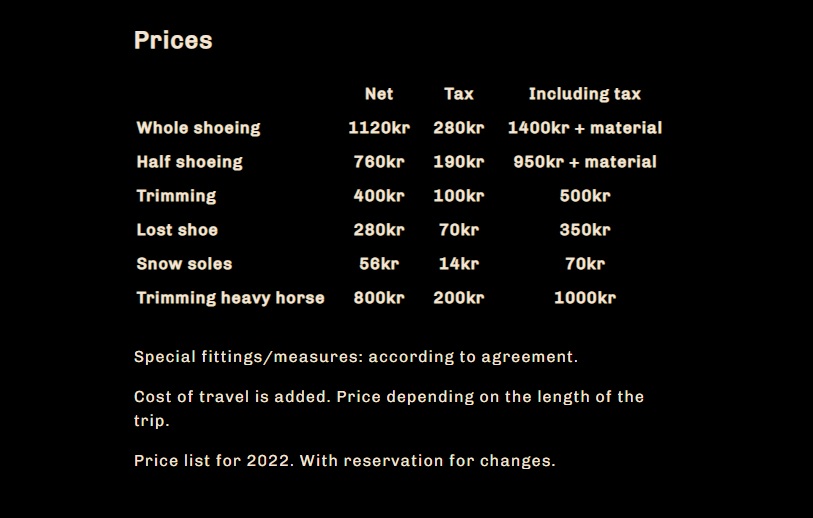 Prices
Net Tax Including tax
Whole shoeing 1120kr 280kr 1400kr + material
Half shoeing 760kr 190kr 950kr + material
Trimming 400kr 100kr 500kr
Lost shoe 280kr 70kr 350kr
Snow soles 56kr 14kr 70kr
Trimming heavy horse 800kr 200kr 1000kr
Special fittings/measures: according to agreement.
Cost of travel is added. Price depending on the length of the
trip.
Price list for 2022. With reservation for changes.